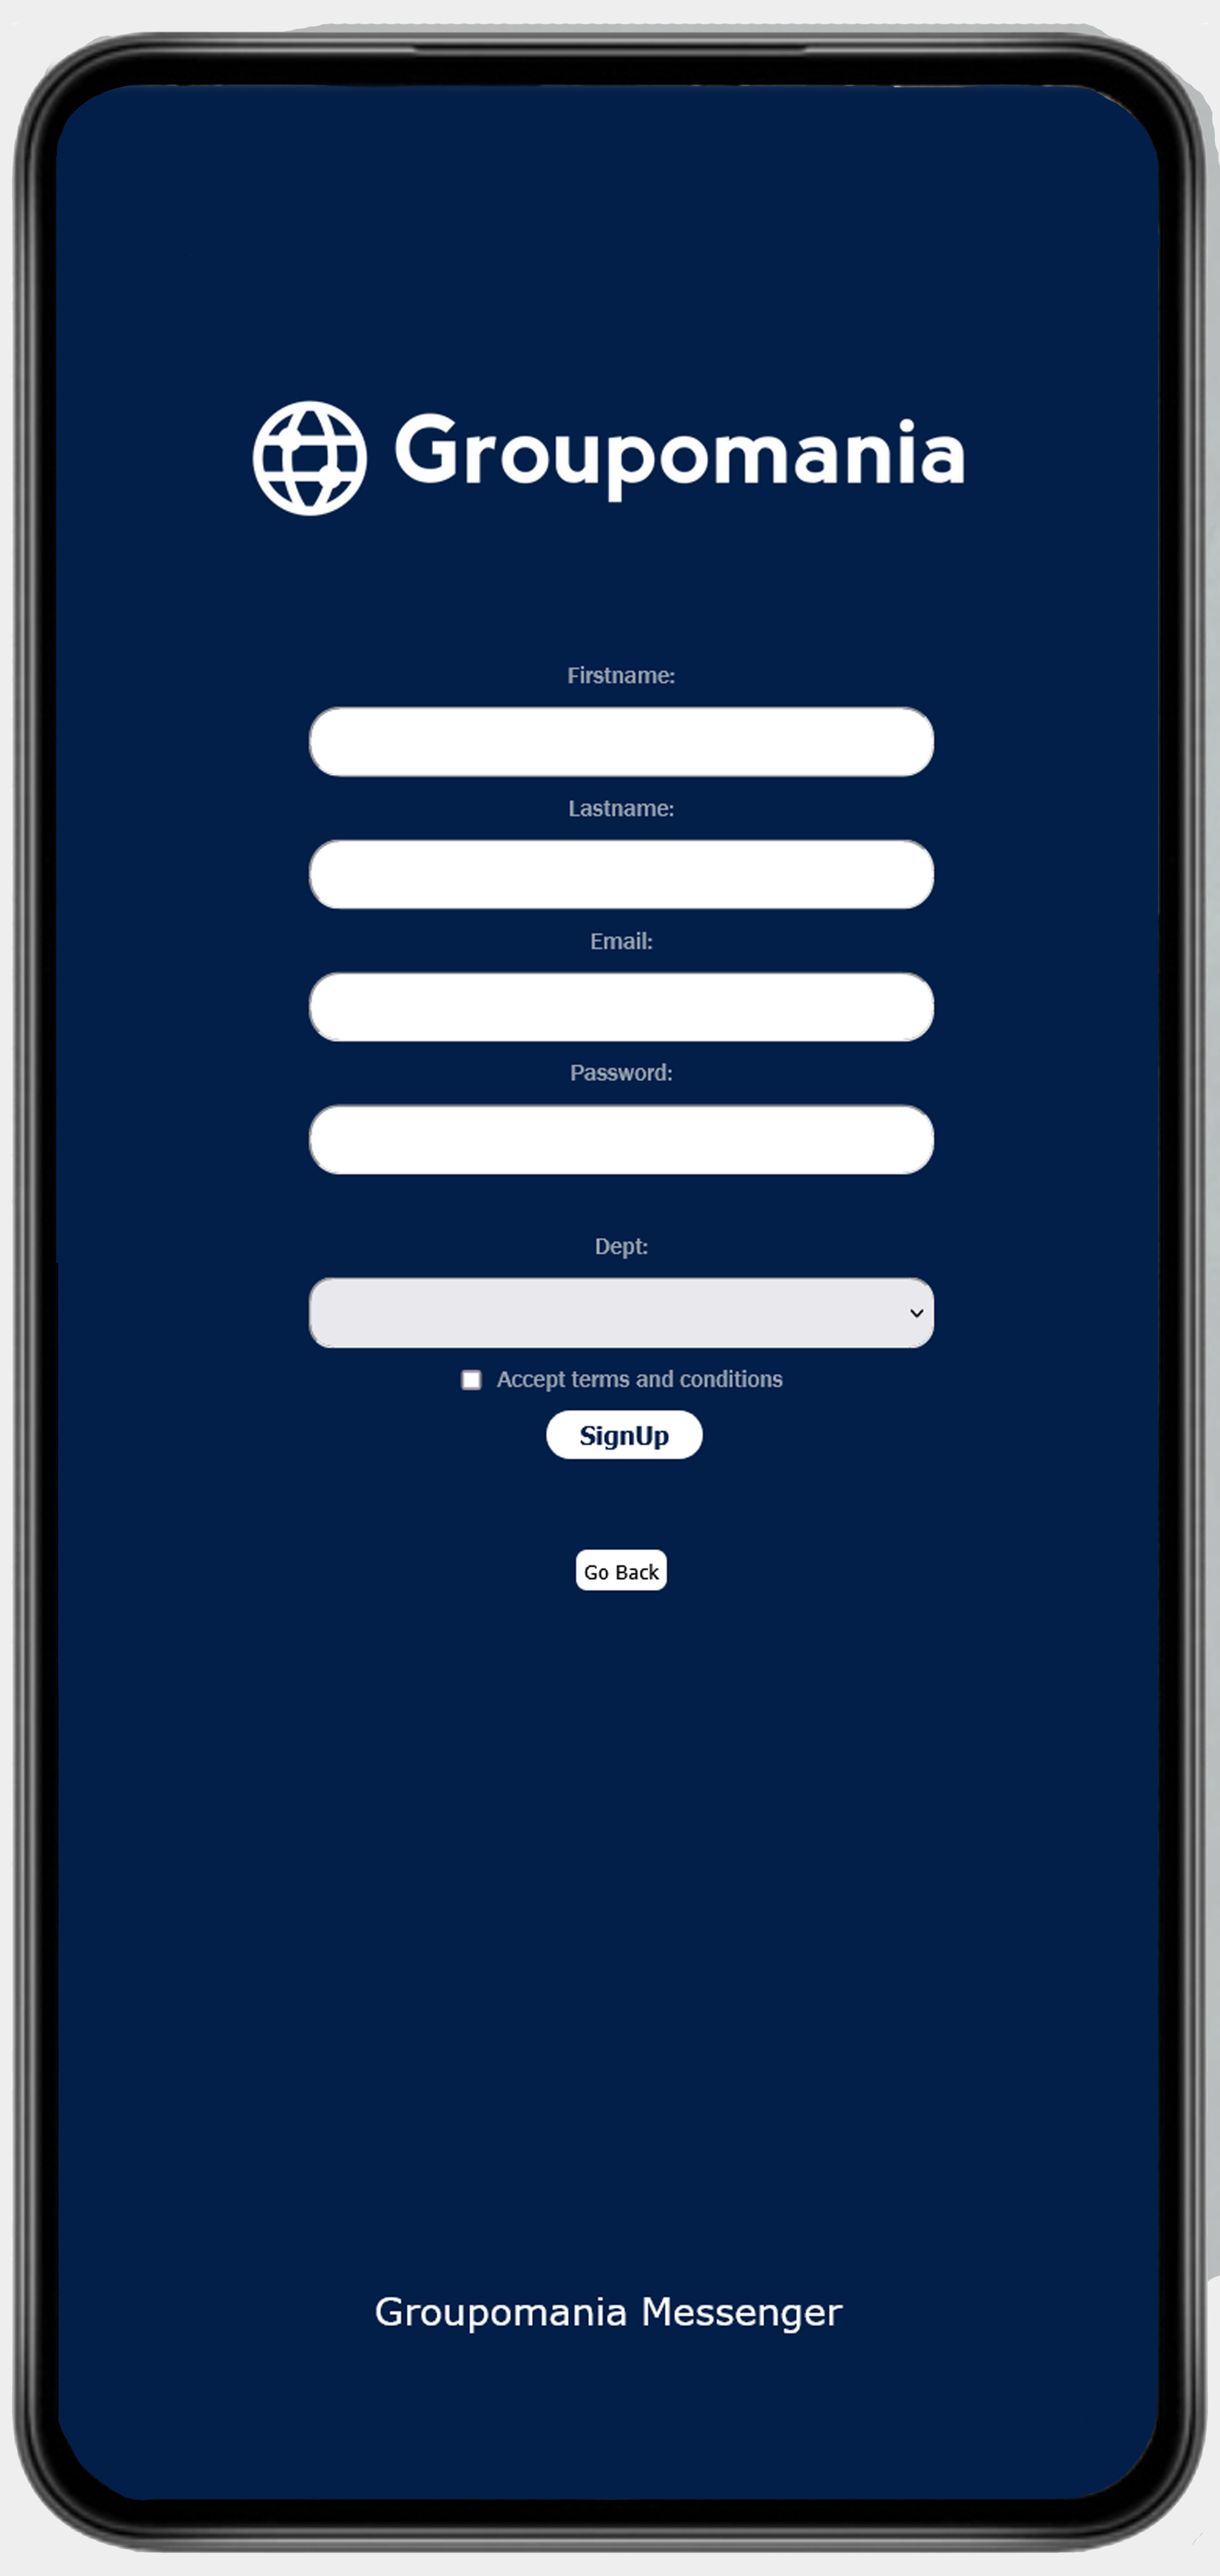 Groupomania
Firstname:
Lastname:
Email:
Password:
Dept:
Accept terms and conditions
SignUp
Go Back
Groupomania Messenger